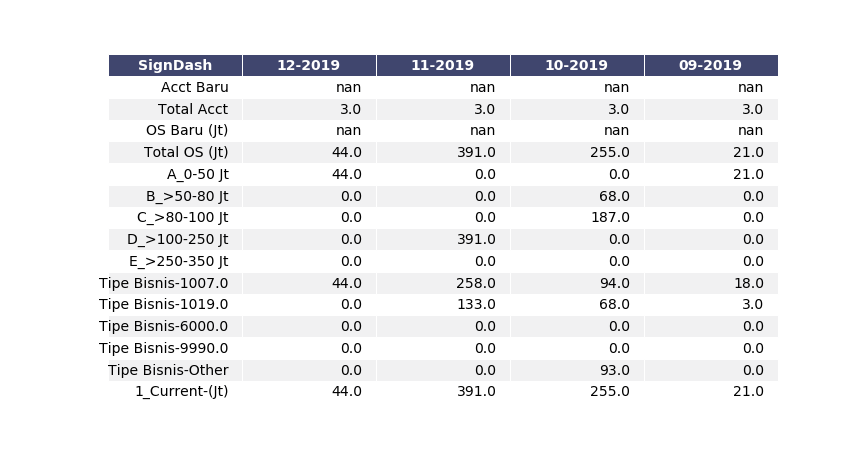 SignDash 12-2019 11-2019 10-2019 09-2019
Acct Baru nan nan nan nan
Total Acct 3.0 3.0 3.0 3.0
OS Baru (Jt) nan nan nan nan
Total OS (Jt) 44.0 391.0 255.0 21.0
A_0-50 Jt 44.0 0.0 0.0 21.0
B_>50-80 Jt 0.0 0.0 68.0 0.0
C_>80-100 Jt 0.0 0.0 187.0 0.0
D_>100-250 Jt 0.0 391.0 0.0 0.0
E_>250-350 Jt 0.0 0.0 0.0 0.0
Tipe Bisnis-1007.0 44.0 258.0 94.0 18.0
Tipe Bisnis-1019.0 0.0 133.0 68.0 3.0
Tipe Bisnis-6000.0 0.0 0.0 0.0 0.0
Tipe Bisnis-9990.0 0.0 0.0 0.0 0.0
Tipe Bisnis-Other 0.0 0.0 93.0 0.0
1_Current-(Jt) 44.0 391.0 255.0 21.0